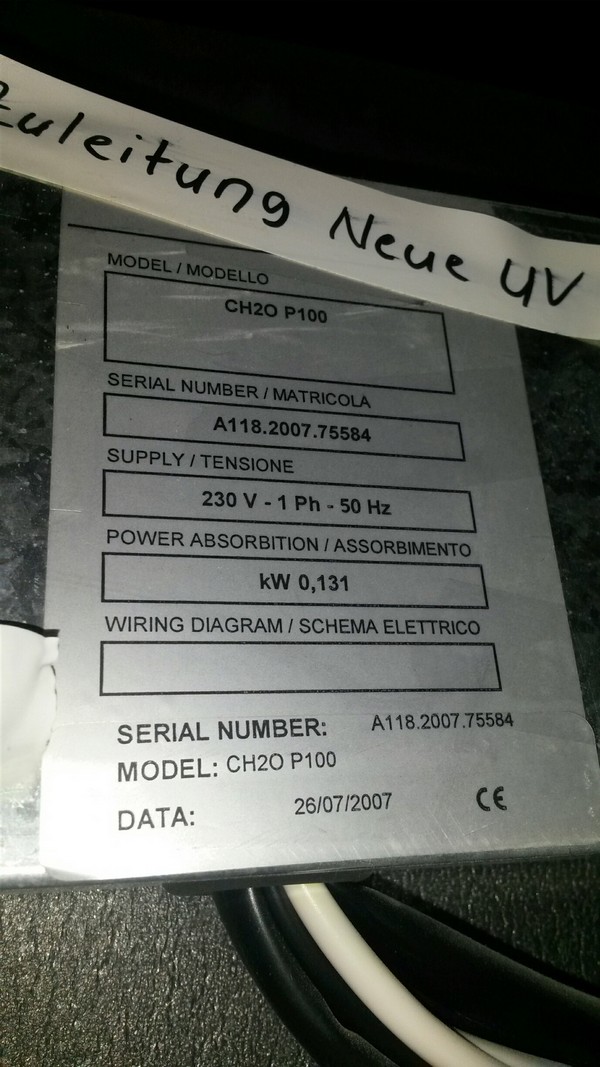 Zuleitung Neue UV
MODEL / MODELLO
CH2O P100
SERIAL NUMBER / MATRICOLA
A118.2007.75584
SUPPLY / TENSIONE
230 V - 1 Ph - 50 Hz
POWER ABSORBITION / ASSORBIMENTO
kW 0,131
WIRING DIAGRAM / SCHEMA ELETTRICO
SERIAL NUMBER: A118.2007.75584
MODEL: CH2O P100
DATA: 26/07/2007 CE